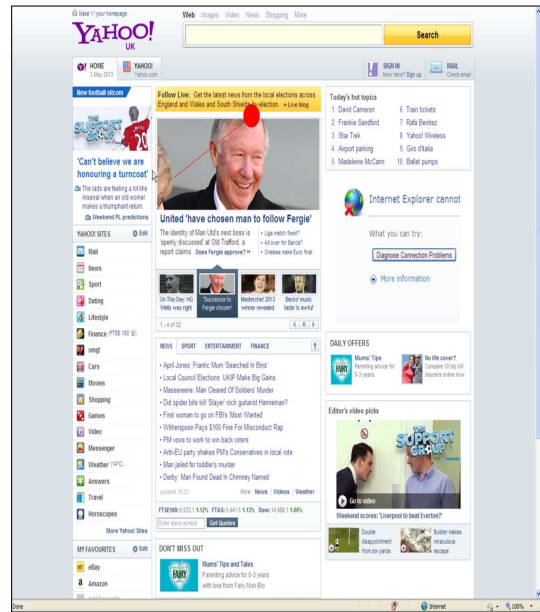 Make Y! your homepage
Web Images Video News Shopping More
YAHOO!
UK
Search
HOME
3 May 2013
YAHOO!
Yahoo.com
SIGN IN
New here? Sign up
MAIL
Check email
New football sitcom
THE SUPPORT GROUP
'Can't believe we are
honouring a turncoat'
The lads are feeling a lot like
Arsenal when an old worker
makes a triumphant return.
Weekend PL predictions
YAHOO! SITES Edit
Mail
News
Sport
Dating
Lifestyle
Finance (FTSE 100)
omg!
Cars
Movies
Shopping
Games
Video
Messenger
Weather (14°C)
Answers
Travel
Horoscopes
More Yahoo! Sites
MY FAVOURITES Edit
eBay
Amazon
Follow Live: Get the latest news from the local elections across
England and Wales and South Shields by-election. » Live blog
United 'have chosen man to follow Fergie'
The identity of Man Utd's next boss is
'openly discussed' at Old Trafford, a
report claims. Does Fergie approve? »
• Liga match fixed?
• All over for Barca?
• Chelsea make Euro final
On This Day: HG
Wells was right
'Successor to
Fergie chosen'
Masterchef 2013
winner revealed
Becks' music
taste 'is awful'
1–4 of 32
NEWS SPORT ENTERTAINMENT FINANCE
• April Jones: Frantic Mum 'Searched In Bins'
• Local Council Elections: UKIP Make Big Gains
• Massereene: Man Cleared Of Soldiers' Murder
• Did spider bite kill 'Slayer' rock guitarist Hanneman?
• First woman to go on FBI's 'Most Wanted'
• Witherspoon Pays $100 Fine For Misconduct Rap
• PM vows to work to win back voters
• Anti-EU party shakes PM's Conservatives in local vote
• Man jailed for toddler's murder
• Derby: Man Found Dead In Chimney Named
More: News | Videos | Weather
Enter stock symbol Get Quotes
DON'T MISS OUT
FAIRY
Mums' Tips and Tales
Parenting advice for 0-3 years
with love from Fairy Non Bio.
Today's hot topics
1. David Cameron
2. Frankie Sandford
3. Star Trek
4. Airport parking
5. Madeleine McCann
6. Train tickets
7. Rafa Benitez
8. Yahoo! Wireless
9. Giro d'Italia
10. Ballet pumps
Internet Explorer cannot
What you can try:
Diagnose Connection Problems
More information
DAILY OFFERS
FAIRY
Mums' Tips
Parenting advice for
0-3 years.
No life cover?
Compare 10 top UK
insurers online now.
Editor's video picks
THE SUPPORT GROUP
Go to video
Weekend scores: 'Liverpool to beat Everton?'
Double
disappointment
from six yards
Builder makes
miraculous
escape
Done
Internet
100%